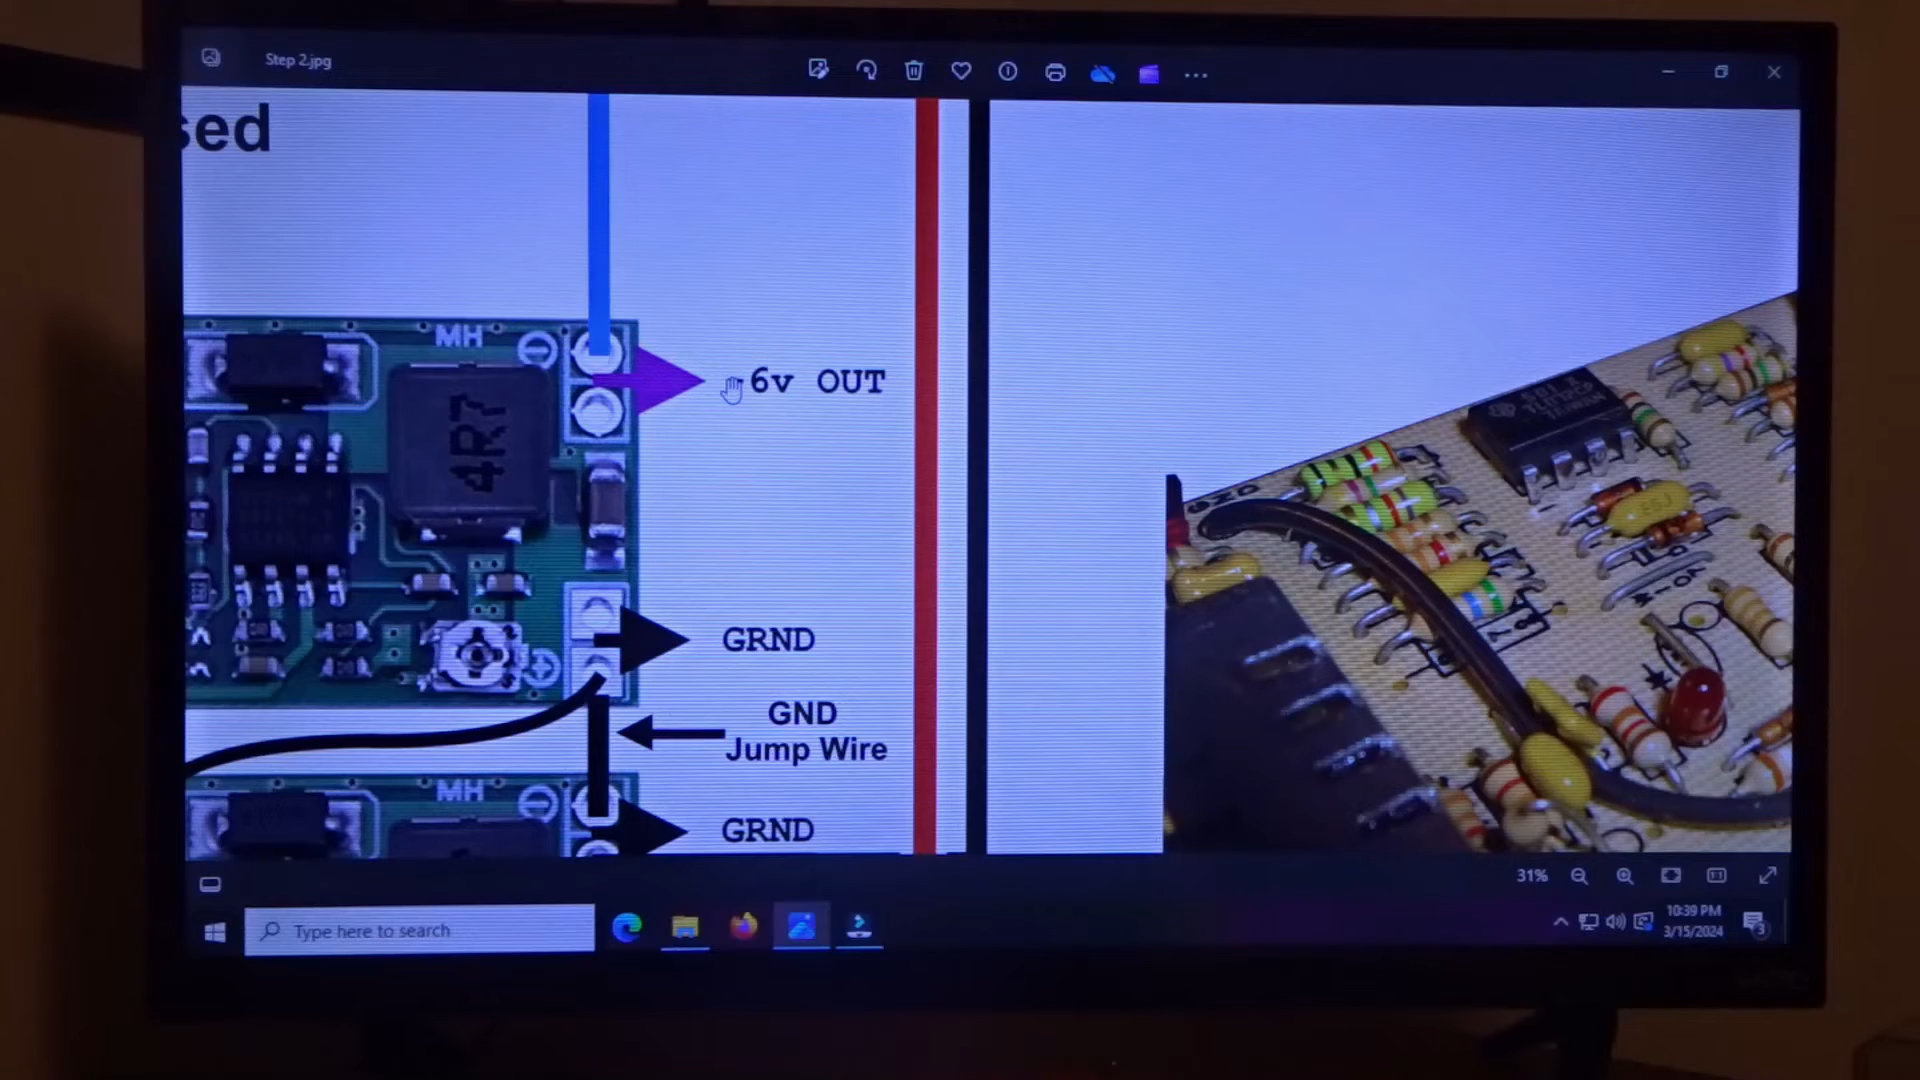 Step 2.jpg
sed
MH
6v OUT
4R7
GRND
GND
Jump Wire
MH
GRND
31%
Type here to search
10:39 PM
3/15/2024
3